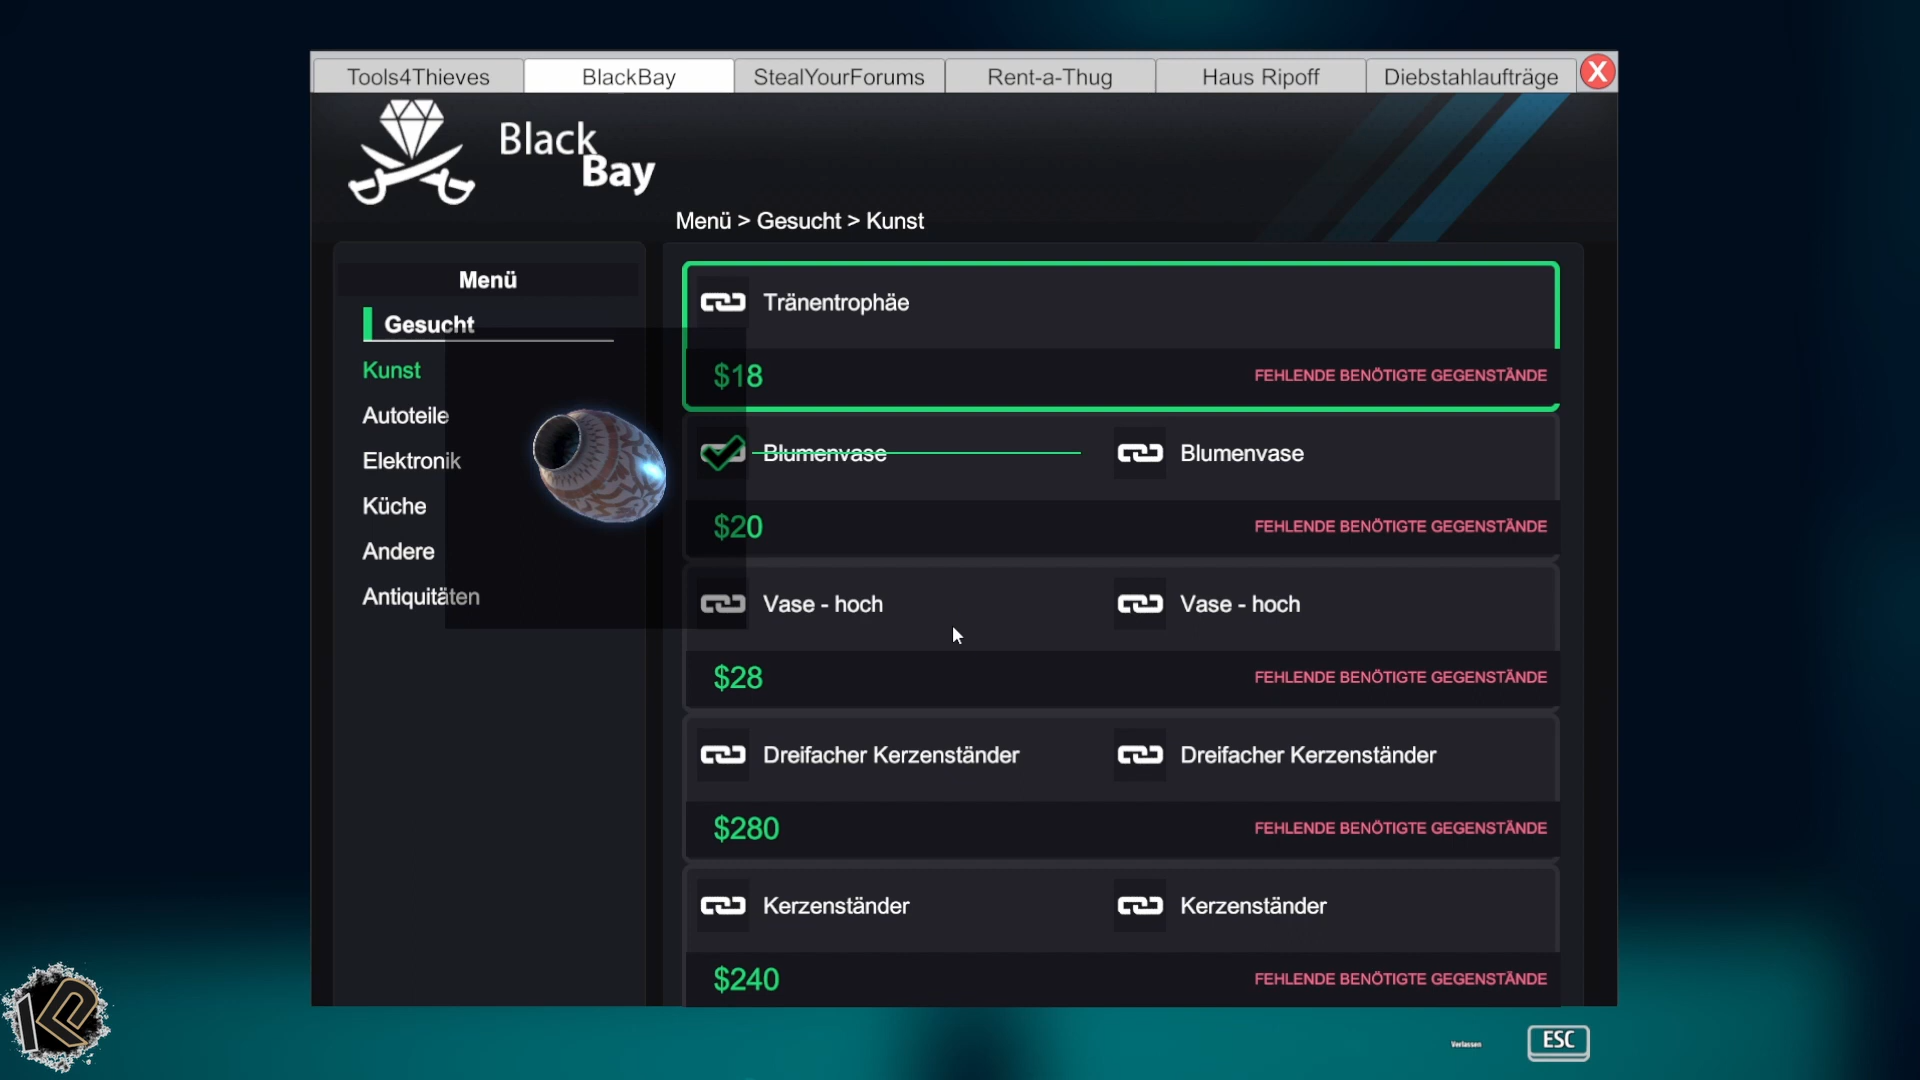 Tools4Thieves BlackBay StealYourForums Rent-a-Thug Haus Ripoff Diebstahlaufträge X
Black
Bay
Menü > Gesucht > Kunst
Menü
Gesucht
Kunst
Autoteile
Elektronik
Küche
Andere
Antiquitäten
Tränentrophäe
$18 FEHLENDE BENÖTIGTE GEGENSTÄNDE
Blumenvase Blumenvase
$20 FEHLENDE BENÖTIGTE GEGENSTÄNDE
Vase - hoch Vase - hoch
$28 FEHLENDE BENÖTIGTE GEGENSTÄNDE
Dreifacher Kerzenständer Dreifacher Kerzenständer
$280 FEHLENDE BENÖTIGTE GEGENSTÄNDE
Kerzenständer Kerzenständer
$240 FEHLENDE BENÖTIGTE GEGENSTÄNDE
Verlassen ESC